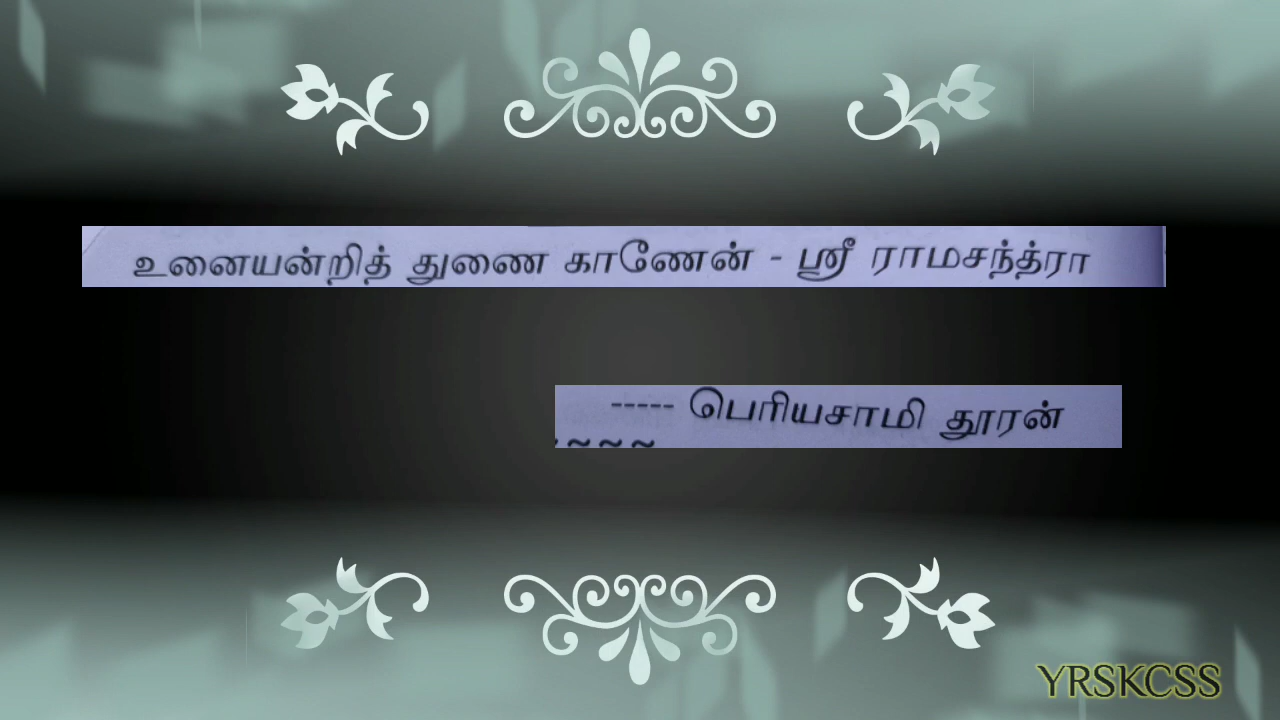 உனையன்றித் துணை காணேன் - ஸ்ரீ ராமசந்த்ரா
----- பெரியசாமி தூரன்
~ ~ ~ ~
YRSKCSS